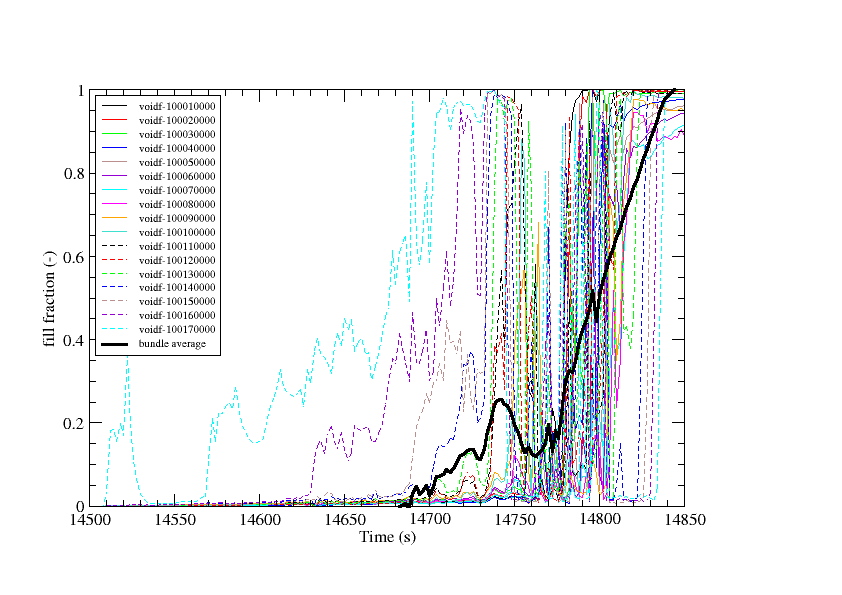 1
voidf-100010000
voidf-100020000
voidf-100030000
voidf-100040000
voidf-100050000
voidf-100060000
voidf-100070000
voidf-100080000
voidf-100090000
voidf-100100000
voidf-100110000
voidf-100120000
voidf-100130000
voidf-100140000
voidf-100150000
voidf-100160000
voidf-100170000
bundle average
0.8
0.6
0.4
0.2
0
fill fraction (-)
14500 14550 14600 14650 14700 14750 14800 14850
Time (s)